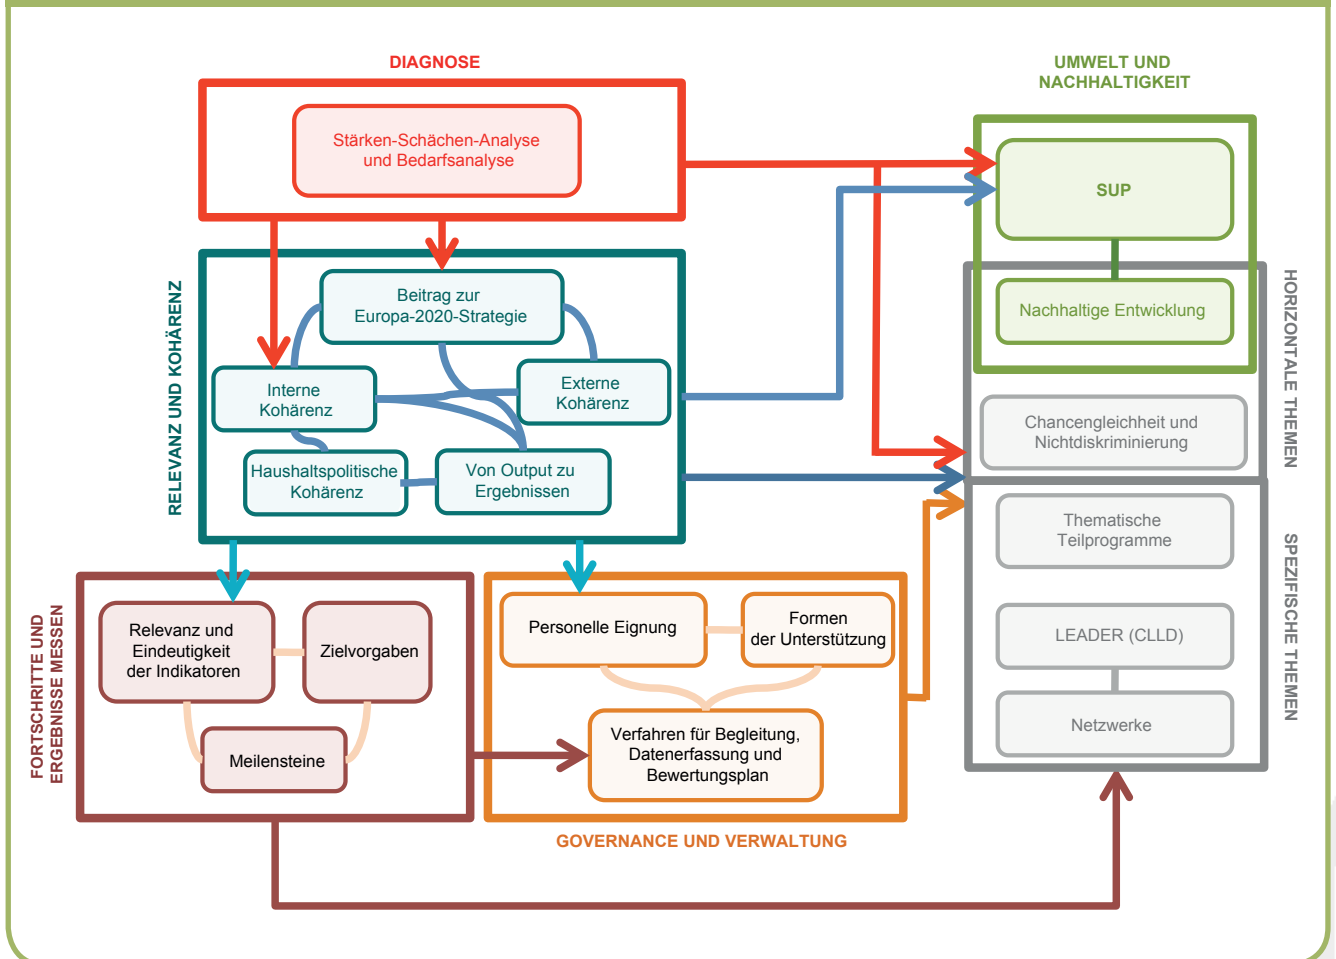 DIAGNOSE
Stärken-Schächen-Analyse
und Bedarfsanalyse
UMWELT UND
NACHHALTIGKEIT
SUP
Nachhaltige Entwicklung
RELEVANZ UND KOHÄRENZ
Beitrag zur
Europa-2020-Strategie
Interne
Kohärenz
Externe
Kohärenz
Haushaltspolitische
Kohärenz
Von Output zu
Ergebnissen
HORIZONTALE THEMEN
Chancengleichheit und
Nichtdiskriminierung
SPEZIFISCHE THEMEN
Thematische
Teilprogramme
LEADER (CLLD)
Netzwerke
FORTSCHRITTE UND
ERGEBNISSE MESSEN
Relevanz und
Eindeutigkeit
der Indikatoren
Zielvorgaben
Meilensteine
Personelle Eignung
Formen
der Unterstützung
Verfahren für Begleitung,
Datenerfassung und
Bewertungsplan
GOVERNANCE UND VERWALTUNG